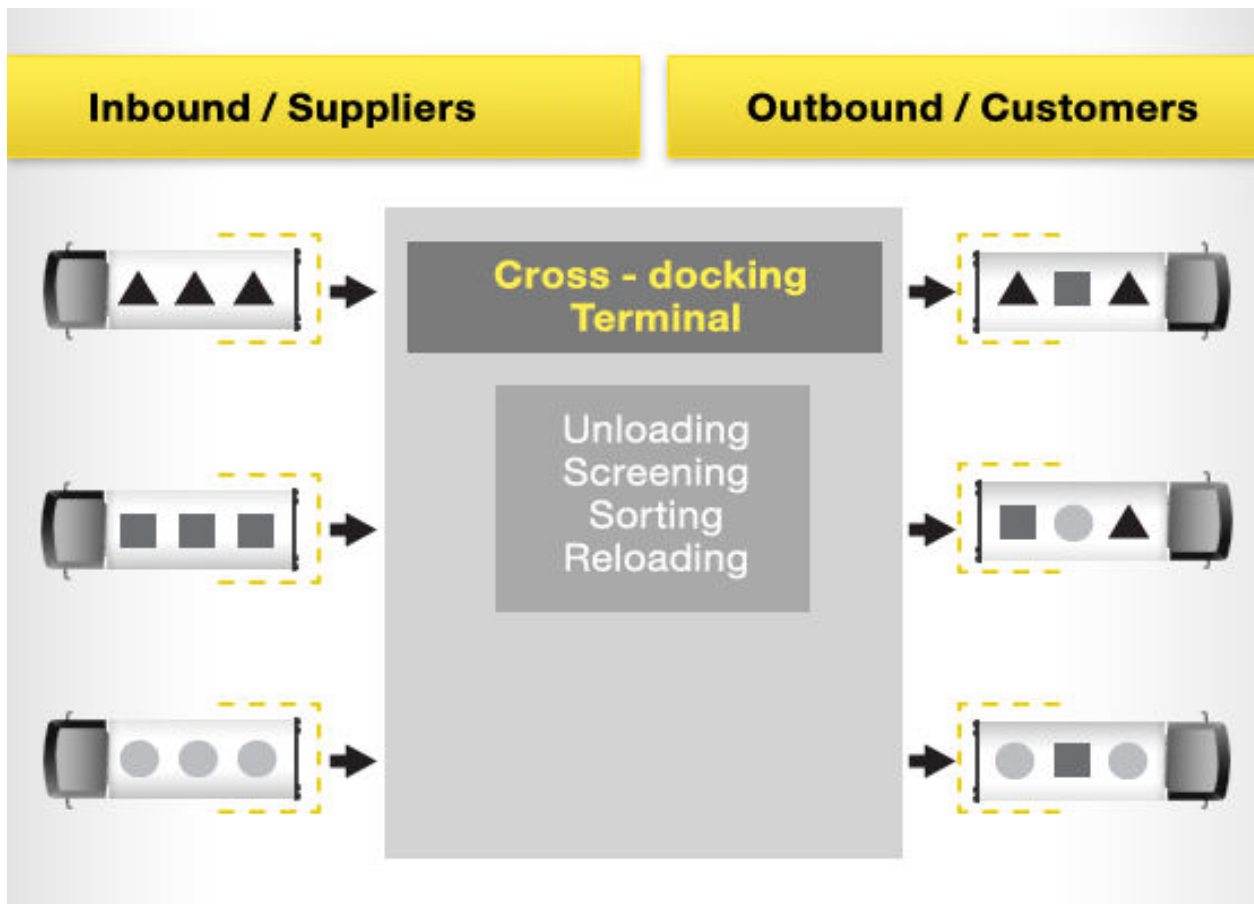 Inbound / Suppliers
Outbound / Customers
Cross - docking
Terminal
Unloading
Screening
Sorting
Reloading